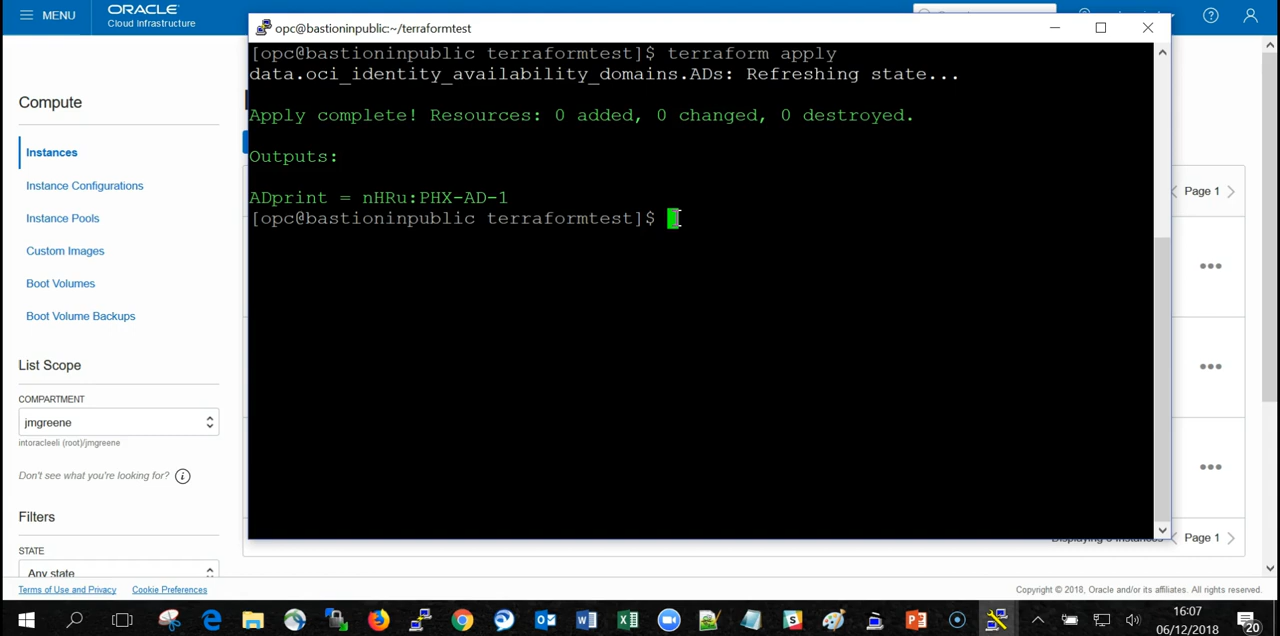 MENU
ORACLE
Cloud Infrastructure
opc@bastioninpublic:~/terraformtest
[opc@bastioninpublic terraformtest]$ terraform apply
data.oci_identity_availability_domains.ADs: Refreshing state...
Apply complete! Resources: 0 added, 0 changed, 0 destroyed.
Outputs:
ADprint = nHRu:PHX-AD-1
[opc@bastioninpublic terraformtest]$
Compute
Instances
Instance Configurations
Instance Pools
Custom Images
Boot Volumes
Boot Volume Backups
List Scope
COMPARTMENT
jmgreene
intoracleeli (root)/jmgreene
Don't see what you're looking for?
Filters
STATE
Any state
Page 1
Page 1
Terms of Use and Privacy
Cookie Preferences
Copyright © 2018, Oracle and/or its affiliates. All rights reserved.
16:07
06/12/2018
20